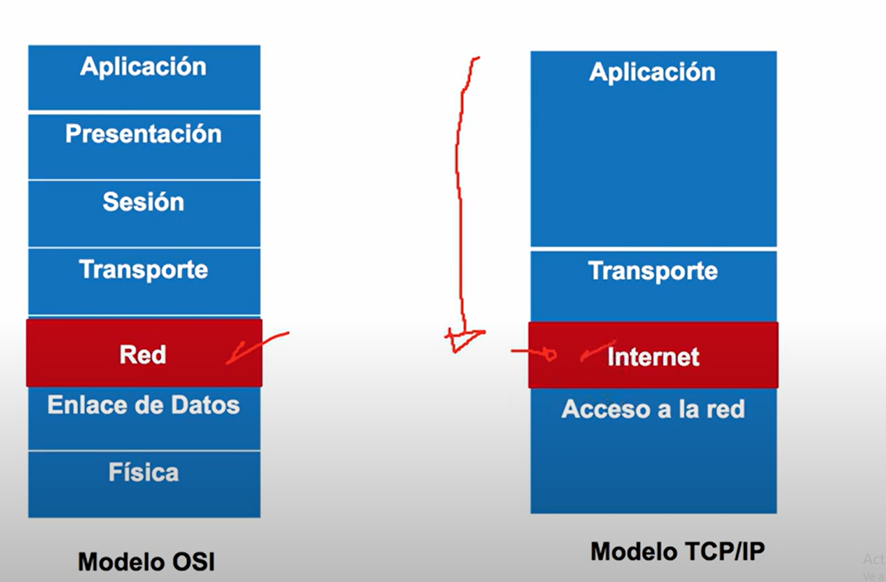 Aplicación
Presentación
Sesión
Transporte
Red
Enlace de Datos
Física
Modelo OSI
Aplicación
Transporte
Internet
Acceso a la red
Modelo TCP/IP